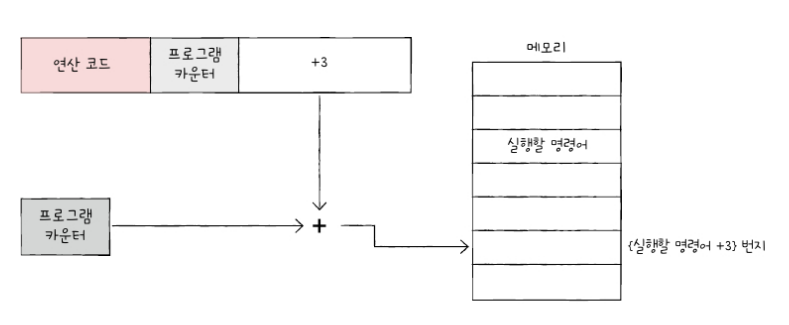 연산 코드
프로그램
카운터
+3
메모리
실행할 명령어
프로그램
카운터
+
{실행할 명령어 +3} 번지